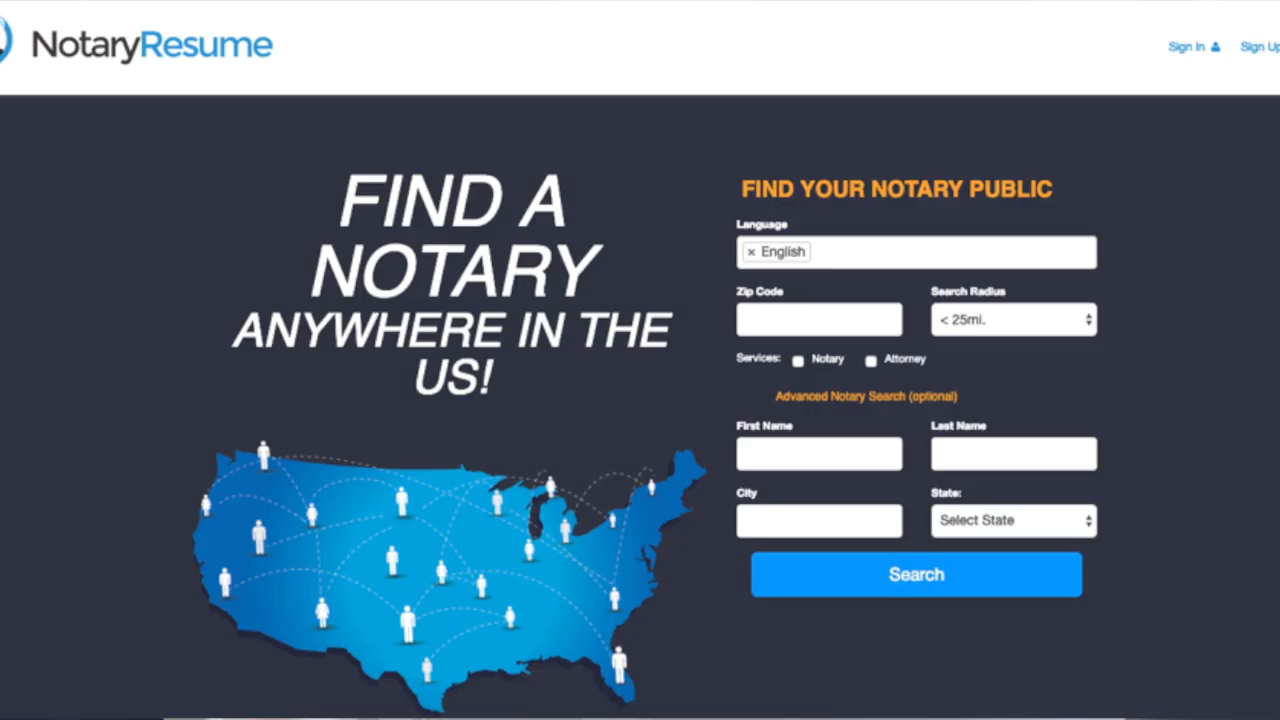 NotaryResume
Sign In
Sign Up
FIND A
NOTARY
ANYWHERE IN THE
US!
FIND YOUR NOTARY PUBLIC
Language
× English
Zip Code
Search Radius
< 25mi.
Services:
Notary
Attorney
Advanced Notary Search (optional)
First Name
Last Name
City
State:
Select State
Search